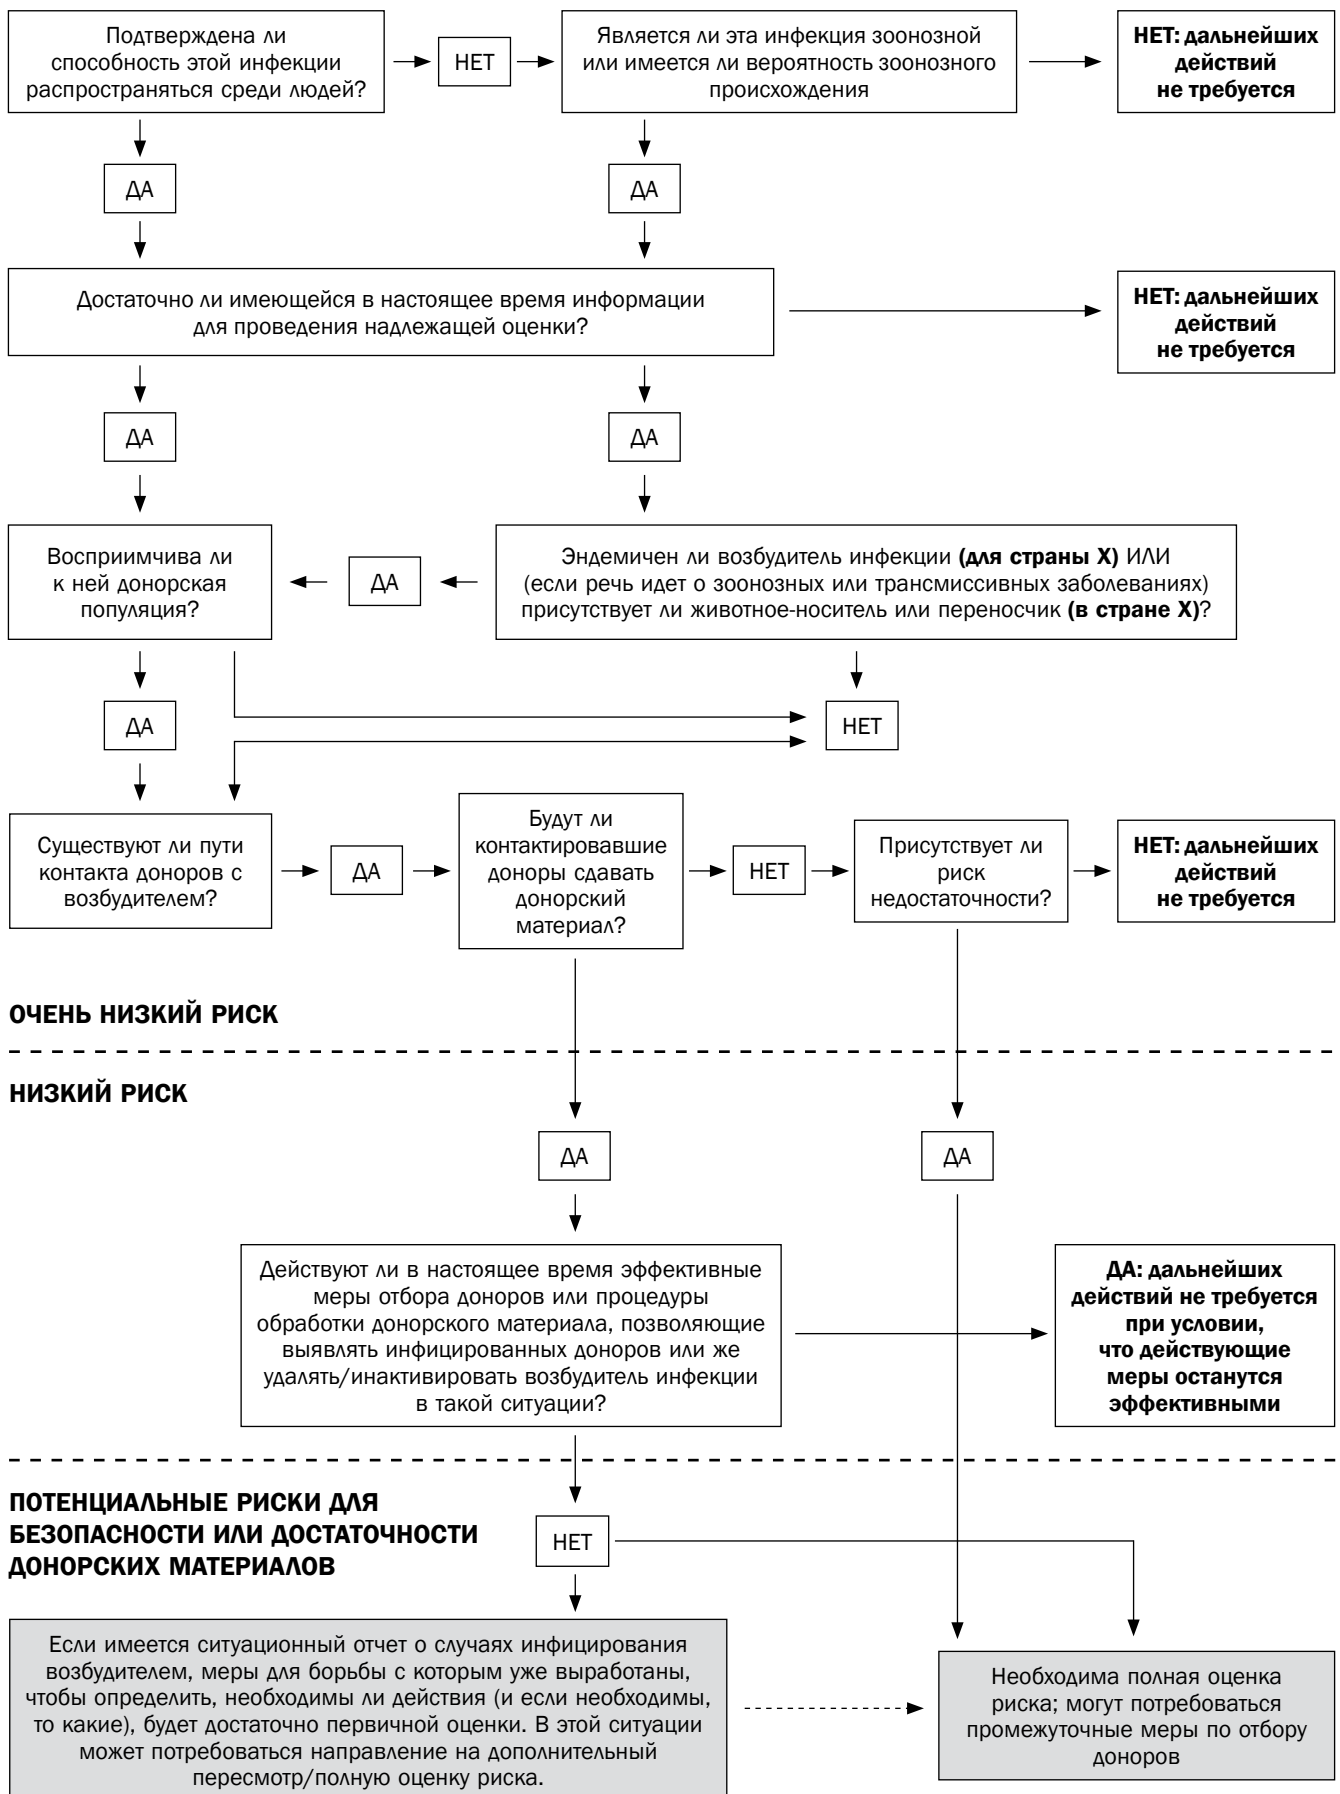 Подтверждена ли
способность этой инфекции
распространяться среди людей?
НЕТ
Является ли эта инфекция зоонозной
или имеется ли вероятность зоонозного
происхождения
НЕТ: дальнейших
действий
не требуется
ДА
ДА
Достаточно ли имеющейся в настоящее время информации
для проведения надлежащей оценки?
НЕТ: дальнейших
действий
не требуется
ДА
ДА
Восприимчива ли
к ней донорская
популяция?
ДА
Эндемичен ли возбудитель инфекции (для страны X) ИЛИ
(если речь идет о зоонозных или трансмиссивных заболеваниях)
присутствует ли животное-носитель или переносчик (в стране X)?
ДА
НЕТ
Существуют ли пути
контакта доноров с
возбудителем?
ДА
Будут ли
контактировавшие
доноры сдавать
донорский
материал?
НЕТ
Присутствует ли
риск
недостаточности?
НЕТ: дальнейших
действий
не требуется
ОЧЕНЬ НИЗКИЙ РИСК
НИЗКИЙ РИСК
ДА
ДА
Действуют ли в настоящее время эффективные
меры отбора доноров или процедуры
обработки донорского материала, позволяющие
выявлять инфицированных доноров или же
удалять/инактивировать возбудитель инфекции
в такой ситуации?
ДА: дальнейших
действий не требуется
при условии,
что действующие
меры останутся
эффективными
ПОТЕНЦИАЛЬНЫЕ РИСКИ ДЛЯ
БЕЗОПАСНОСТИ ИЛИ ДОСТАТОЧНОСТИ
ДОНОРСКИХ МАТЕРИАЛОВ
НЕТ
Если имеется ситуационный отчет о случаях инфицирования
возбудителем, меры для борьбы с которым уже выработаны,
чтобы определить, необходимы ли действия (и если необходимы,
то какие), будет достаточно первичной оценки. В этой ситуации
может потребоваться направление на дополнительный
пересмотр/полную оценку риска.
Необходима полная оценка
риска; могут потребоваться
промежуточные меры по отбору
доноров